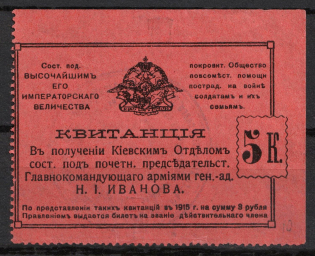 Сост. под
ВЫСОЧАЙШИМЪ
ЕГО
ИМПЕРАТОРСКАГО
ВЕЛИЧЕСТВА
покровит. Общество
повсемѣст. помощи
пострад. на войнѣ
солдатамъ и ихъ
семьямъ.
КВИТАНЦІЯ
Въ полученіи Кіевскимъ Отдѣломъ
сост. подъ почетн. предсѣдательст.
Главнокомандующаго арміями ген.-ад.
Н. І. ИВАНОВА.
5 К.
По представленіи такихъ квитанцій въ 1915 г. на сумму 3 рубля
Правленіемъ выдается билетъ на званіе дѣйствительнаго члена